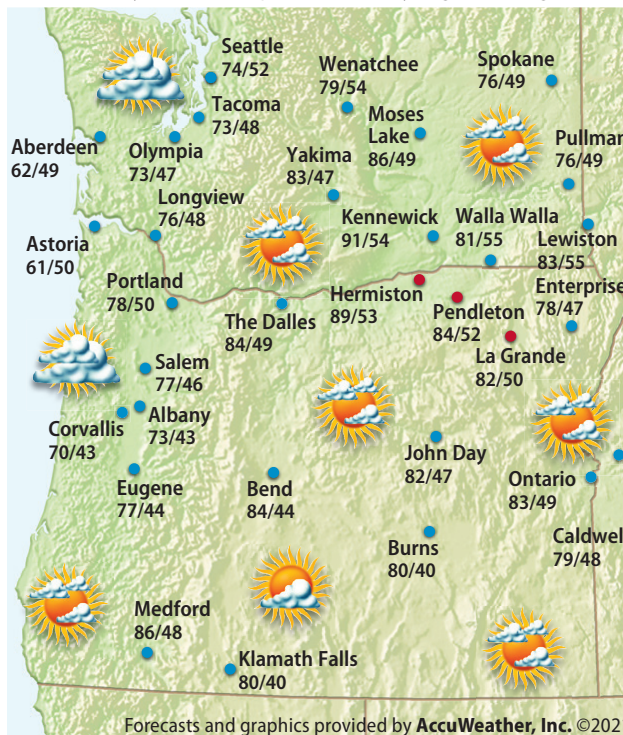 Seattle
74/52
Wenatchee
79/54
Spokane
76/49
Tacoma
73/48
Moses
Lake
86/49
Aberdeen
62/49
Olympia
73/47
Yakima
83/47
Pullman
76/49
Longview
76/48
Kennewick
91/54
Walla Walla
81/55
Lewiston
83/55
Astoria
61/50
Portland
78/50
The Dalles
84/49
Hermiston
89/53
Pendleton
84/52
Enterprise
78/47
La Grande
82/50
Salem
77/46
Albany
73/43
Corvallis
70/43
John Day
82/47
Ontario
83/49
Eugene
77/44
Bend
84/44
Burns
80/40
Caldwel
79/48
Medford
86/48
Klamath Falls
80/40
Forecasts and graphics provided by AccuWeather, Inc. ©202